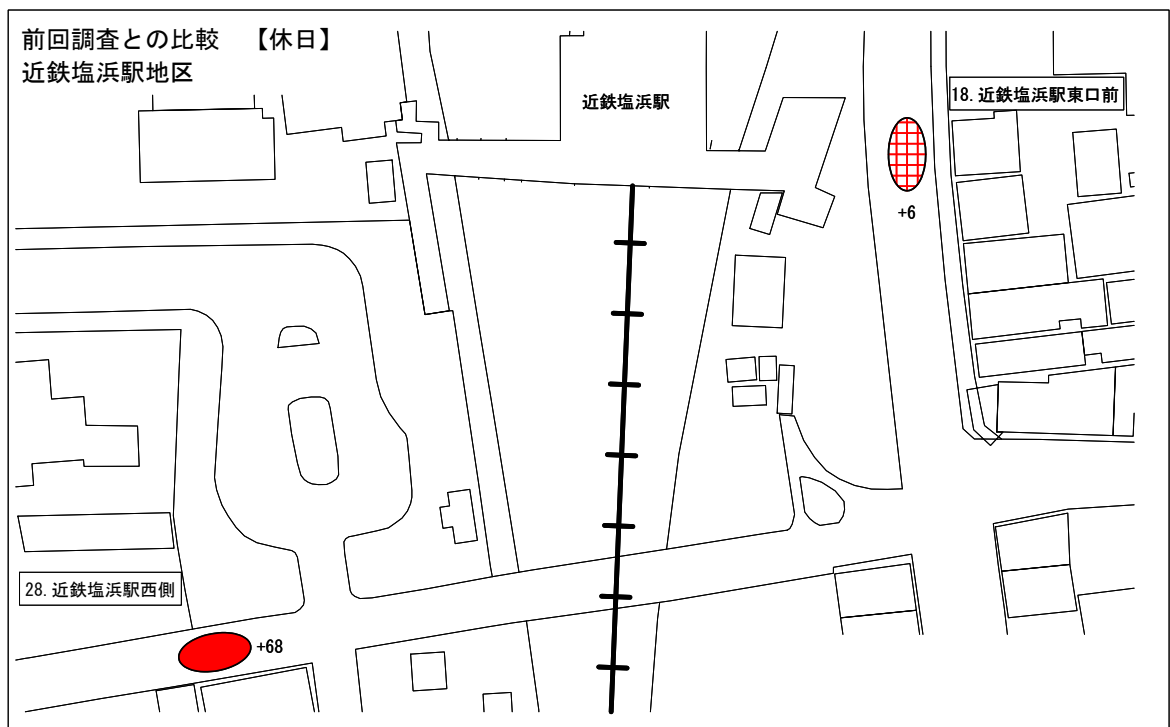 前回調査との比較　【休日】
近鉄塩浜駅地区
近鉄塩浜駅
18. 近鉄塩浜駅東口前
+6
28. 近鉄塩浜駅西側
+68